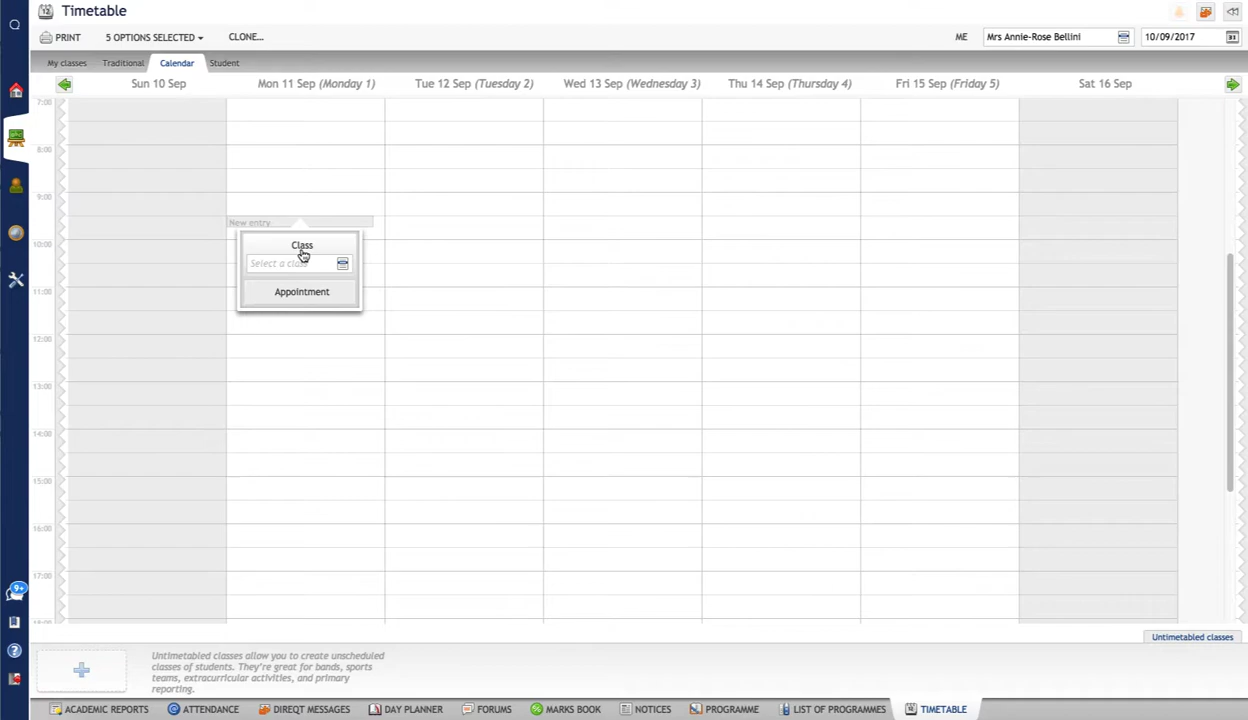 12 Timetable
PRINT 5 OPTIONS SELECTED CLONE... ME Mrs Annie-Rose Bellini 10/09/2017 31
My classes Traditional Calendar Student
Sun 10 Sep Mon 11 Sep (Monday 1) Tue 12 Sep (Tuesday 2) Wed 13 Sep (Wednesday 3) Thu 14 Sep (Thursday 4) Fri 15 Sep (Friday 5) Sat 16 Sep
7:00
8:00
9:00
New entry
10:00
Class
Select a class
11:00
Appointment
12:00
13:00
14:00
15:00
16:00
17:00
18:00
9+
Untimetabled classes
Untimetabled classes allow you to create unscheduled
classes of students. They're great for bands, sports
teams, extracurricular activities, and primary
reporting.
ACADEMIC REPORTS ATTENDANCE DIREQT MESSAGES DAY PLANNER FORUMS MARKS BOOK NOTICES PROGRAMME LIST OF PROGRAMMES 12 TIMETABLE